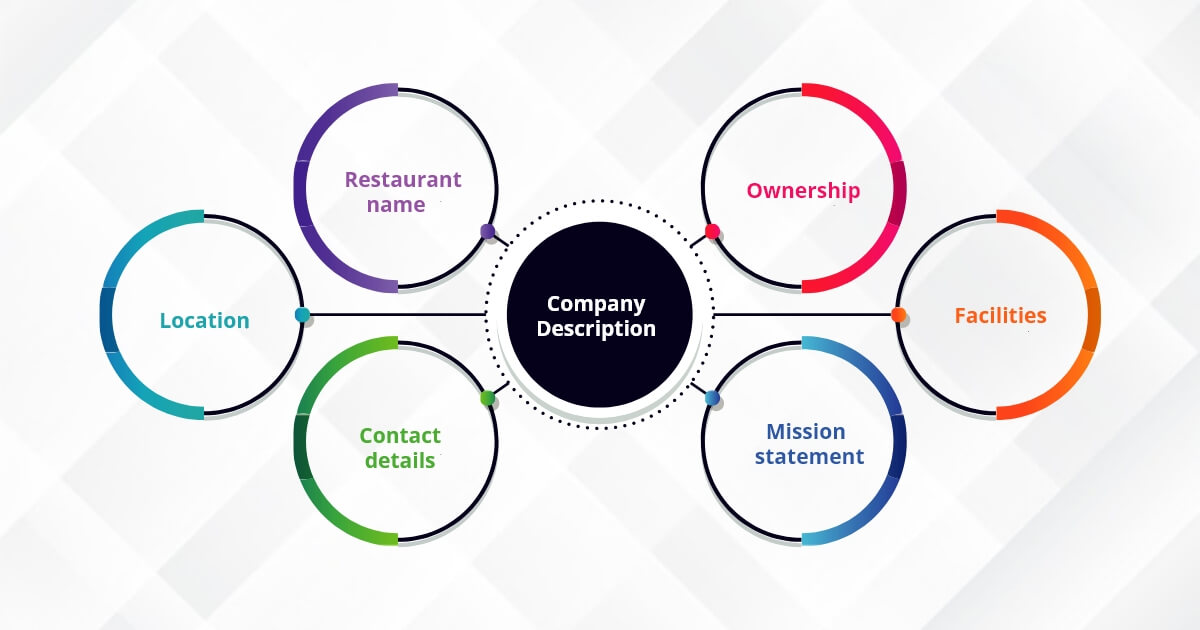 Restaurant
name
Ownership
Location
Company
Description
Facilities
Contact
details
Mission
statement